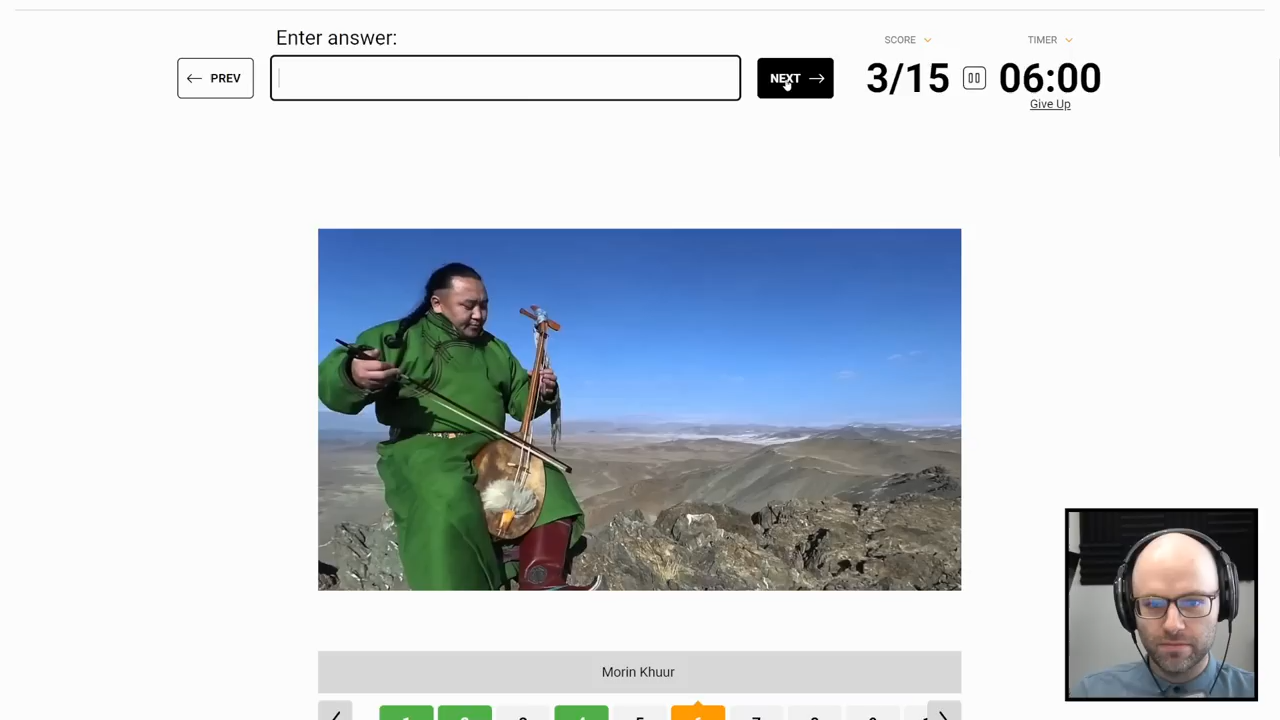 Enter answer:
SCORE
TIMER
PREV
NEXT
3/15
06:00
Give Up
Morin Khuur